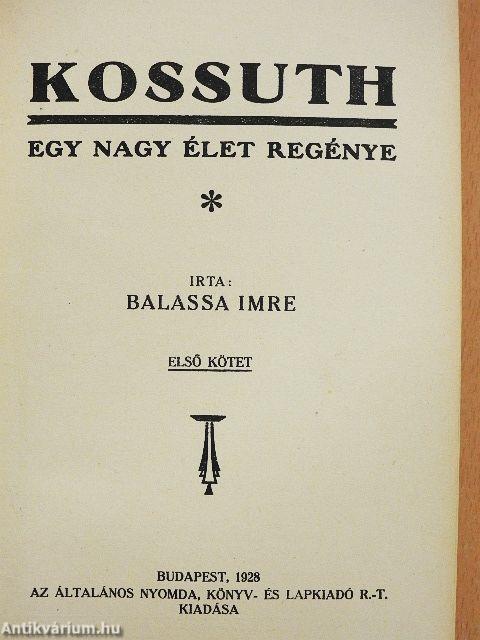 KOSSUTH
EGY NAGY ÉLET REGÉNYE
*
IRTA:
BALASSA IMRE
ELSŐ KÖTET
BUDAPEST, 1928
AZ ÁLTALÁNOS NYOMDA, KÖNYV- ÉS LAPKIADÓ R.-T.
KIADÁSA
Antikvárium.hu